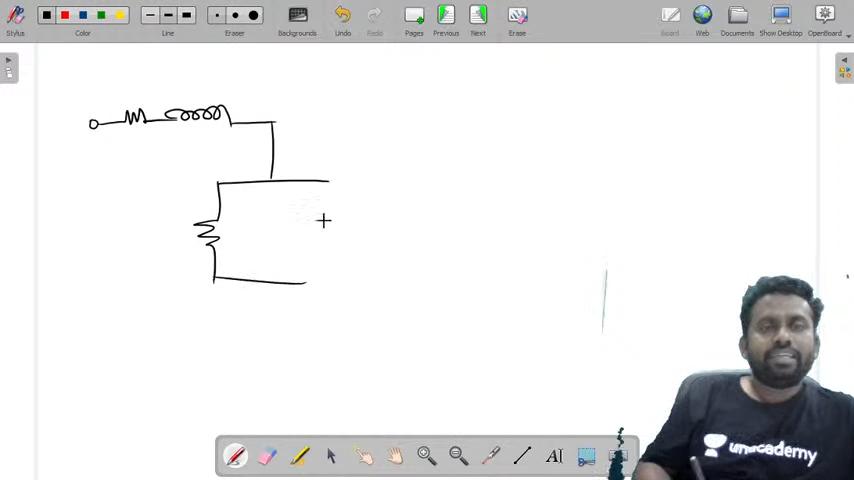 Stylus
Color
Line
Eraser
Backgrounds
Undo
Redo
Pages
Previous
Next
Erase
Board
Web
Documents
Show Desktop
OpenBoard
unacademy